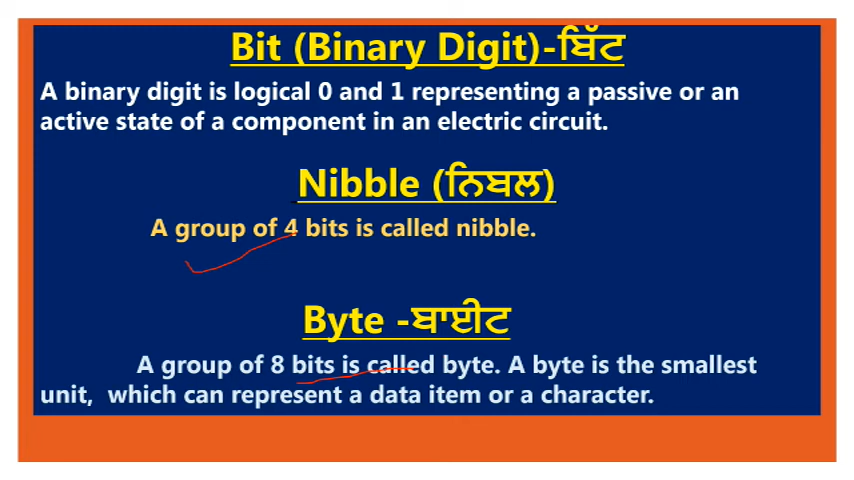 Bit (Binary Digit)-ਬਿੱਟ
A binary digit is logical 0 and 1 representing a passive or an
active state of a component in an electric circuit.
Nibble (ਨਿਬਲ)
A group of 4 bits is called nibble.
Byte -ਬਾਈਟ
A group of 8 bits is called byte. A byte is the smallest
unit, which can represent a data item or a character.